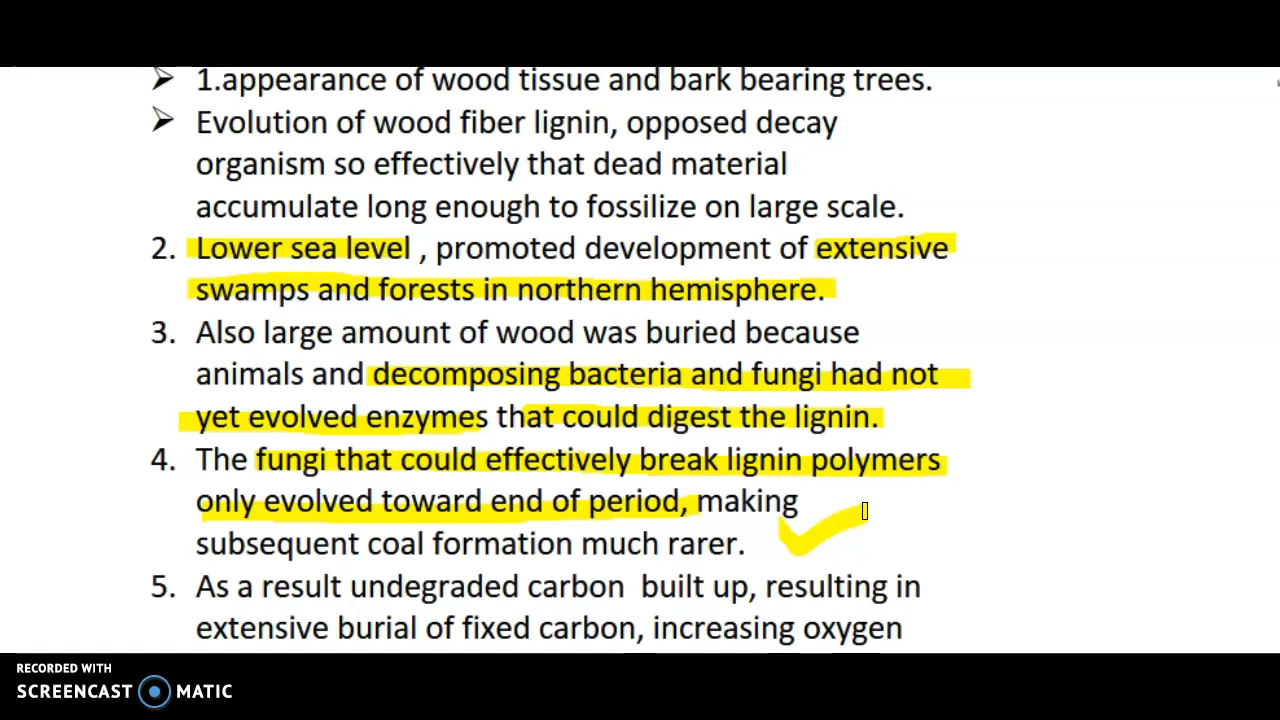 ➢ 1.appearance of wood tissue and bark bearing trees.
➢ Evolution of wood fiber lignin, opposed decay
organism so effectively that dead material
accumulate long enough to fossilize on large scale.
2. Lower sea level , promoted development of extensive
swamps and forests in northern hemisphere.
3. Also large amount of wood was buried because
animals and decomposing bacteria and fungi had not
yet evolved enzymes that could digest the lignin.
4. The fungi that could effectively break lignin polymers
only evolved toward end of period, making
subsequent coal formation much rarer.
5. As a result undegraded carbon built up, resulting in
extensive burial of fixed carbon, increasing oxygen
RECORDED WITH
SCREENCAST MATIC